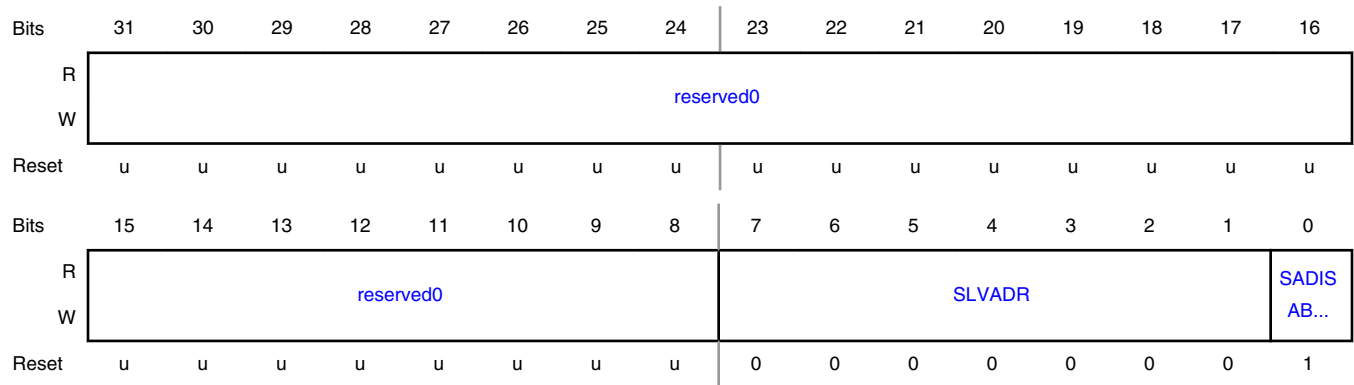 Bits 31 30 29 28 27 26 25 24 23 22 21 20 19 18 17 16
R
reserved0
W
Reset u u u u u u u u u u u u u u u u
Bits 15 14 13 12 11 10 9 8 7 6 5 4 3 2 1 0
R
reserved0 SLVADR SADIS
AB...
W
Reset u u u u u u u u 0 0 0 0 0 0 0 1